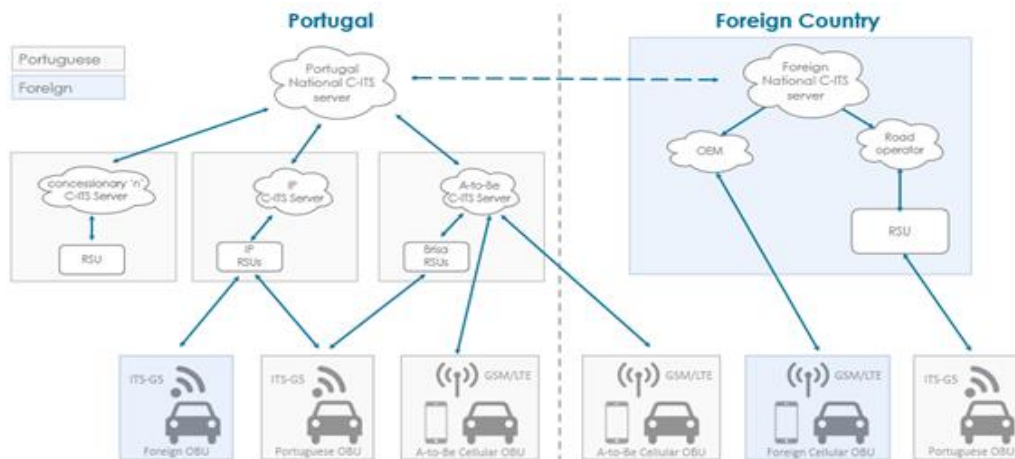 Portugal
Foreign Country
Portuguese
Foreign
Portugal
National C-ITS
server
Foreign
National C-ITS
server
OEM
Road
operator
concessionary 'n'
C-ITS Server
IP
C-ITS Server
A-to-Be
C-ITS Server
RSU
IP
RSUs
Brisa
RSUs
RSU
ITS-G5
Foreign OBU
ITS-G5
Portuguese OBU
GSM/LTE
A-to-Be Cellular OBU
GSM/LTE
A-to-Be Cellular OBU
GSM/LTE
Foreign Cellular OBU
ITS-G5
Portuguese OBU